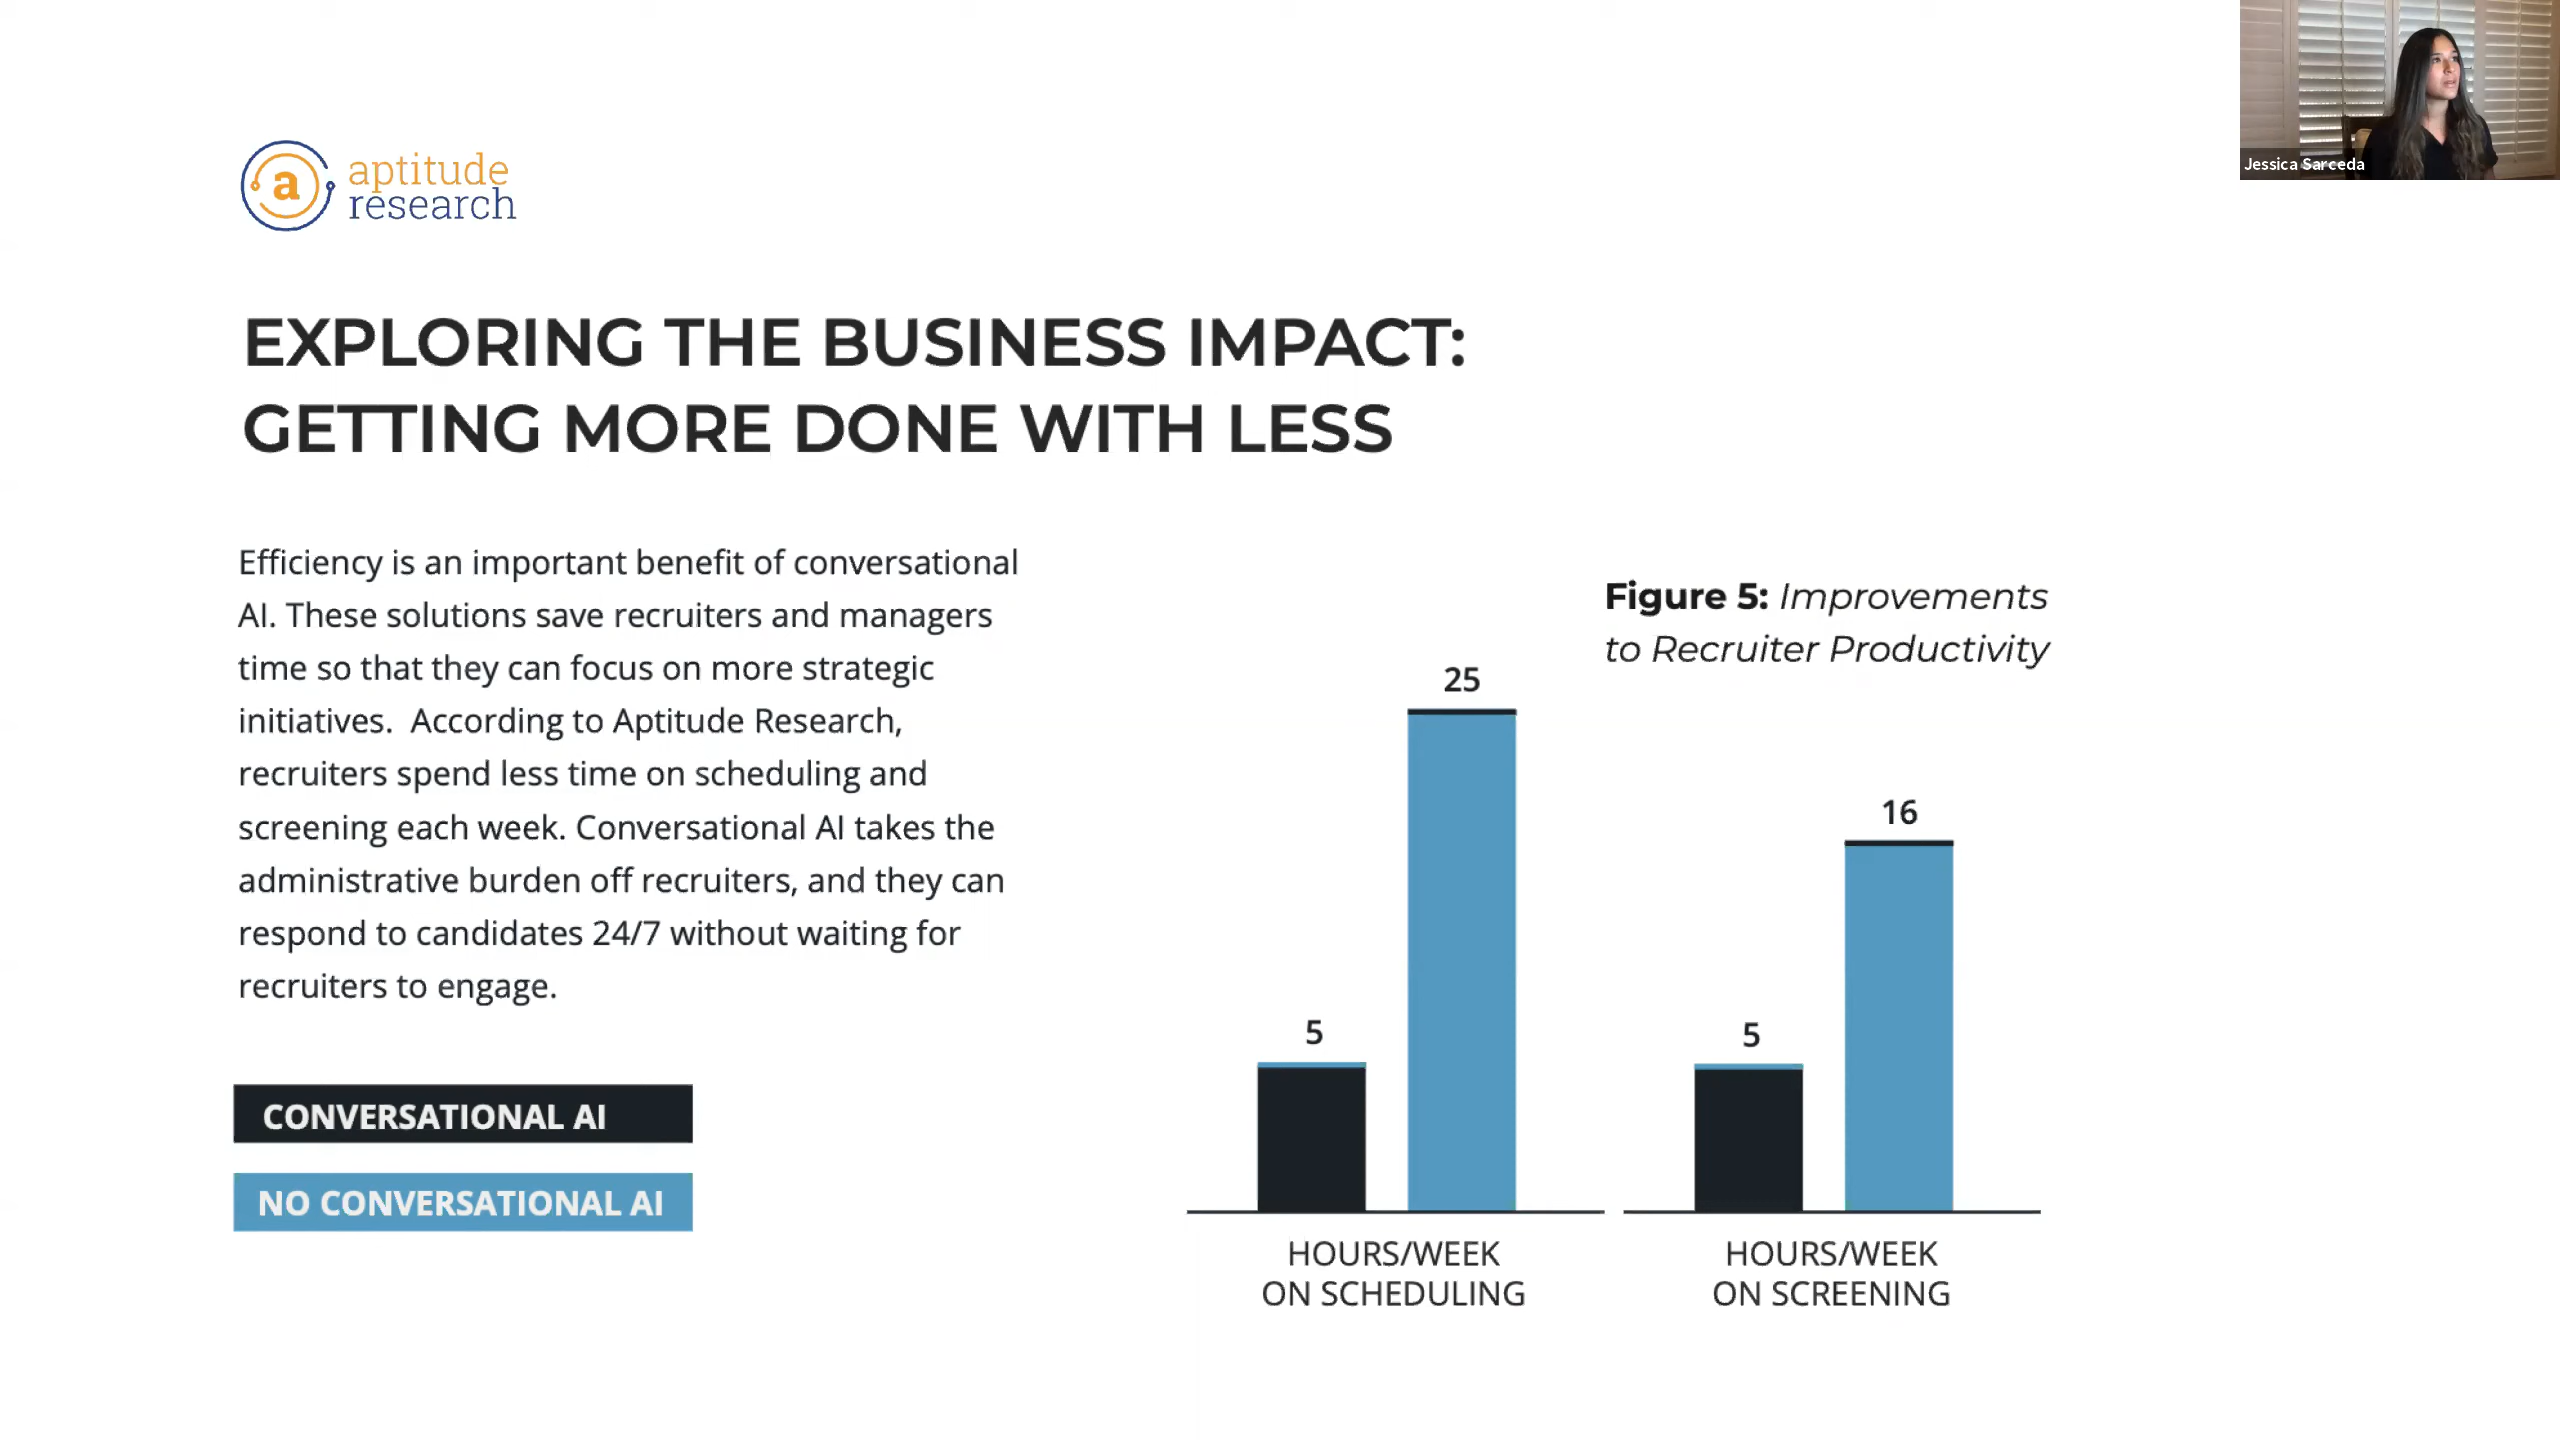 Jessica Sarceda
a
aptitude
research
EXPLORING THE BUSINESS IMPACT:
GETTING MORE DONE WITH LESS
Efficiency is an important benefit of conversational
AI. These solutions save recruiters and managers
time so that they can focus on more strategic
initiatives.  According to Aptitude Research,
recruiters spend less time on scheduling and
screening each week. Conversational AI takes the
administrative burden off recruiters, and they can
respond to candidates 24/7 without waiting for
recruiters to engage.
CONVERSATIONAL AI
NO CONVERSATIONAL AI
Figure 5: Improvements
to Recruiter Productivity
5
25
HOURS/WEEK
ON SCHEDULING
5
16
HOURS/WEEK
ON SCREENING